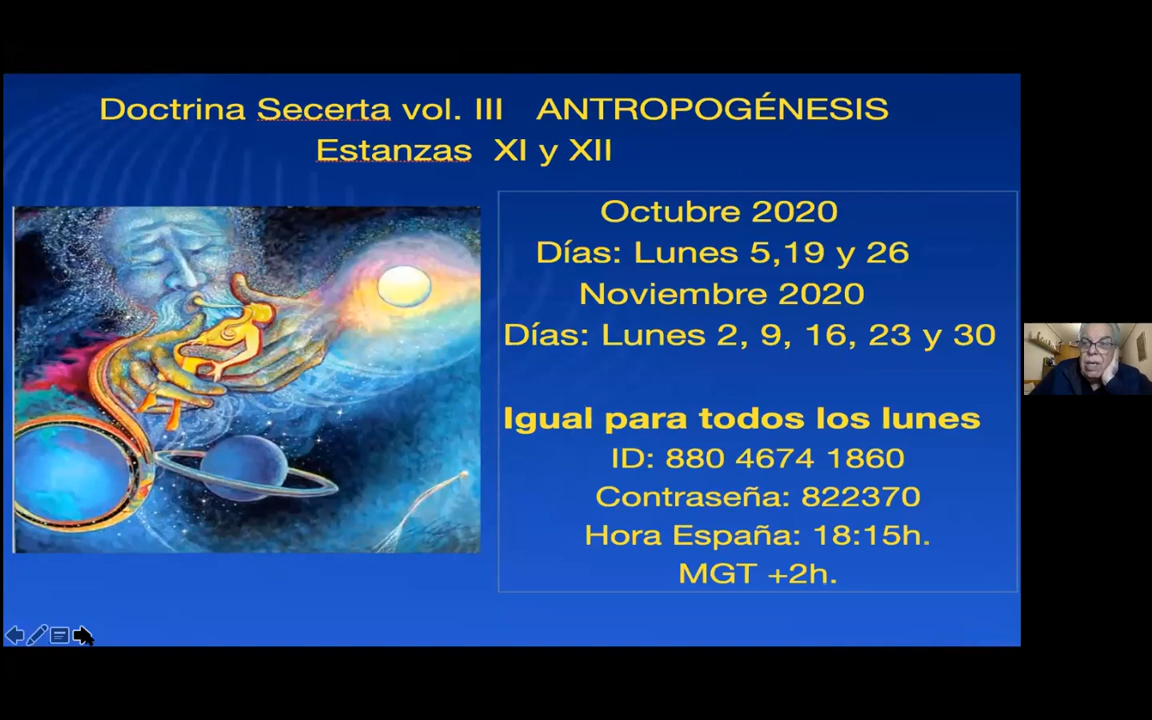 Doctrina Secerta vol. III ANTROPOGÉNESIS
Estanzas XI y XII
Octubre 2020
Días: Lunes 5,19 y 26
Noviembre 2020
Días: Lunes 2, 9, 16, 23 y 30
Igual para todos los lunes
ID: 880 4674 1860
Contraseña: 822370
Hora España: 18:15h.
MGT +2h.